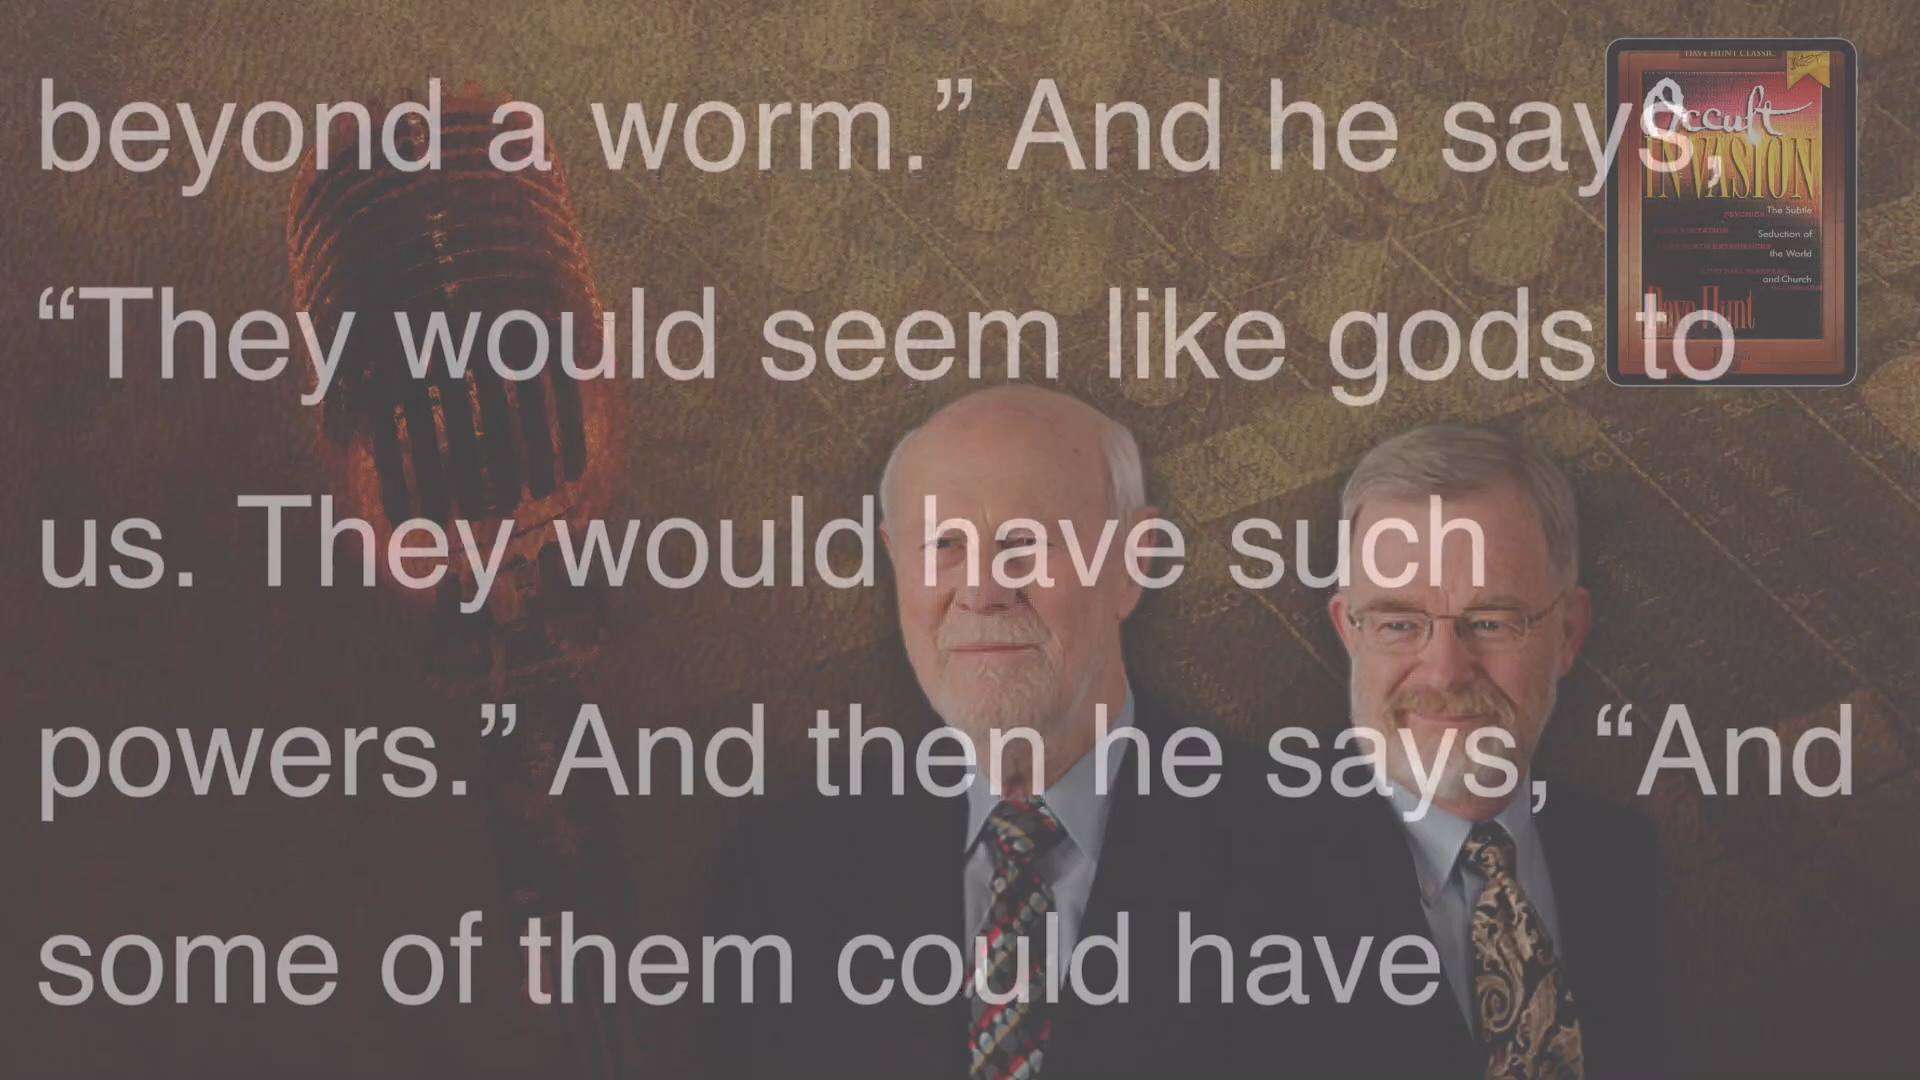 beyond a worm.” And he says,
“They would seem like gods to
us. They would have such
powers.” And then he says, “And
some of them could have
DAVE HUNT CLASSIC
Occult
INVASION
The Subtle
Seduction of
the World
and Church
Dave Hunt